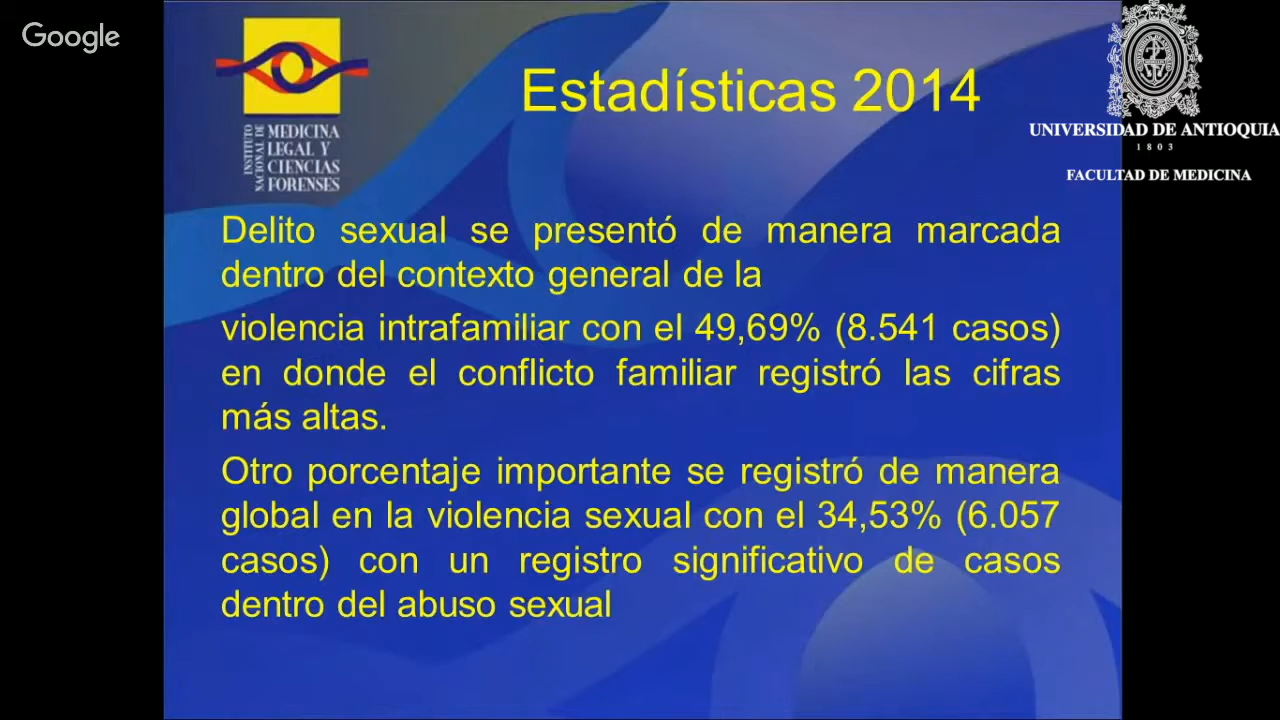 Google
Estadísticas 2014
INSTITUTO NACIONAL DE
MEDICINA
LEGAL Y
CIENCIAS
FORENSES
UNIVERSIDAD DE ANTIOQUIA
1803
FACULTAD DE MEDICINA
Delito sexual se presentó de manera marcada
dentro del contexto general de la
violencia intrafamiliar con el 49,69% (8.541 casos)
en donde el conflicto familiar registró las cifras
más altas.
Otro porcentaje importante se registró de manera
global en la violencia sexual con el 34,53% (6.057
casos) con un registro significativo de casos
dentro del abuso sexual